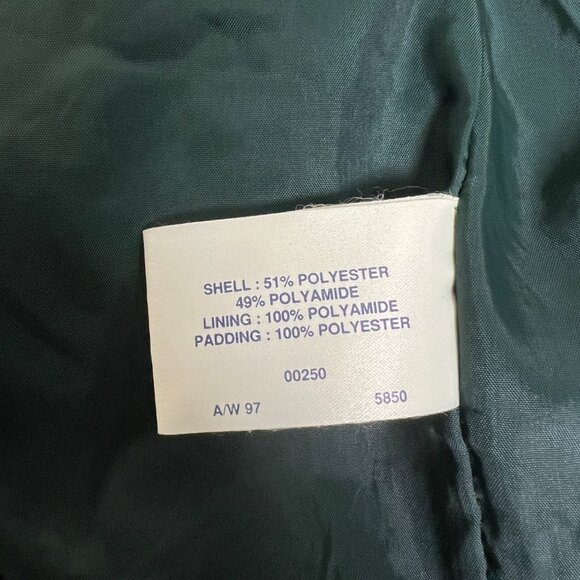 SHELL : 51% POLYESTER
49% POLYAMIDE
LINING : 100% POLYAMIDE
PADDING : 100% POLYESTER
00250
A/W 97 5850